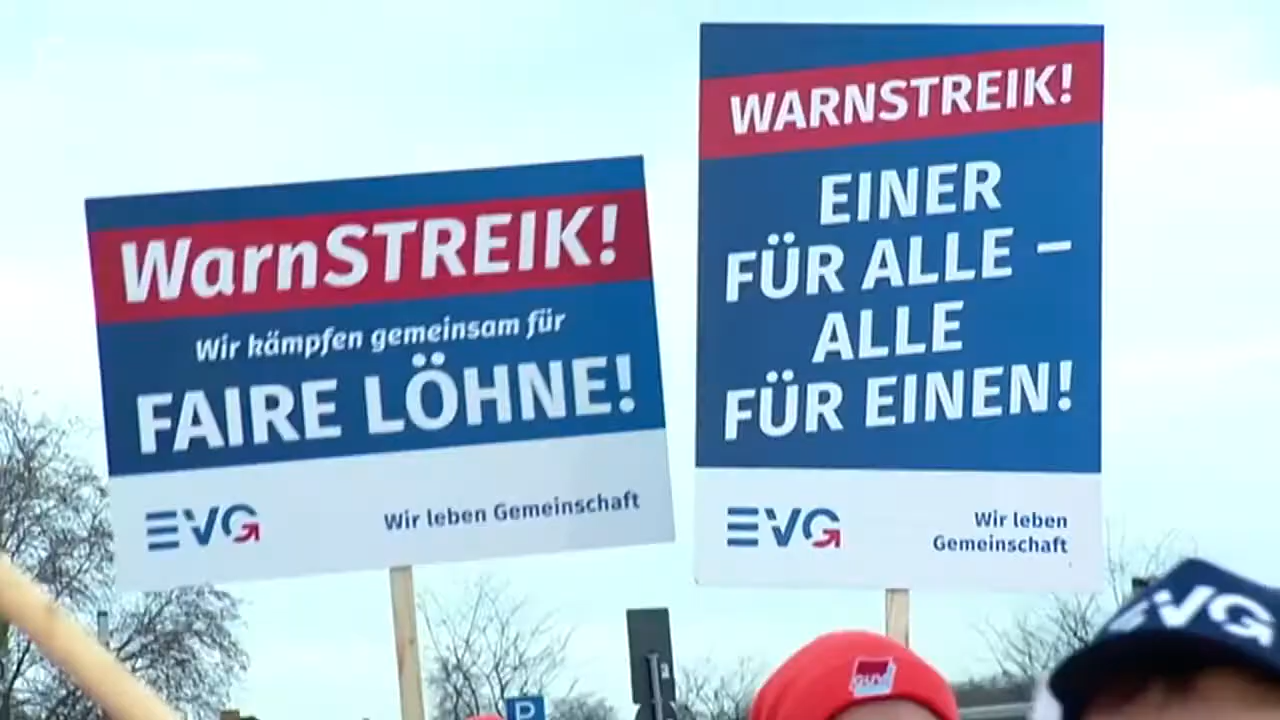 WarnSTREIK!
Wir kämpfen gemeinsam für
FAIRE LÖHNE!
EVG
Wir leben Gemeinschaft
WARNSTREIK!
EINER
FÜR ALLE –
ALLE
FÜR EINEN!
EVG
Wir leben
Gemeinschaft
GUV
EVG
P